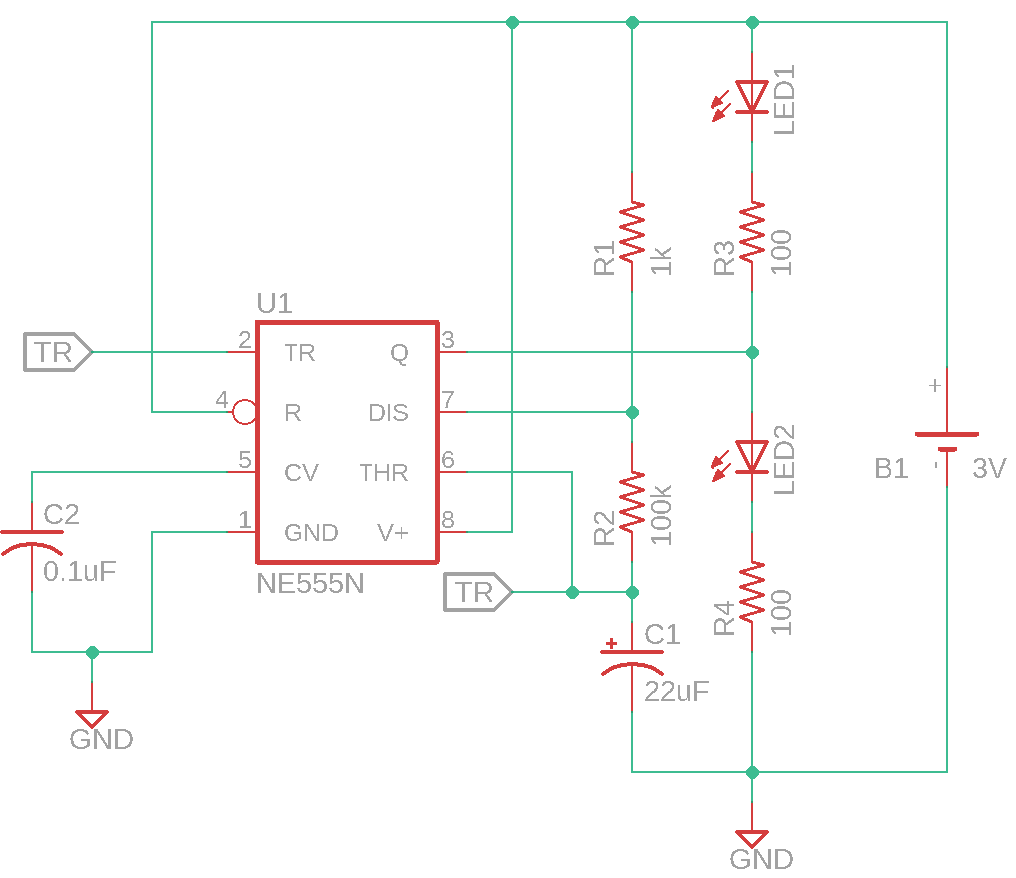 LED1
R1
1k
R3
100
U1
TR
2
TR
Q
3
4
R
DIS
7
5
CV
THR
6
1
GND
V+
8
NE555N
C2
0.1uF
GND
TR
R2
100k
LED2
R4
100
C1
+
22uF
GND
+
B1
-
3V